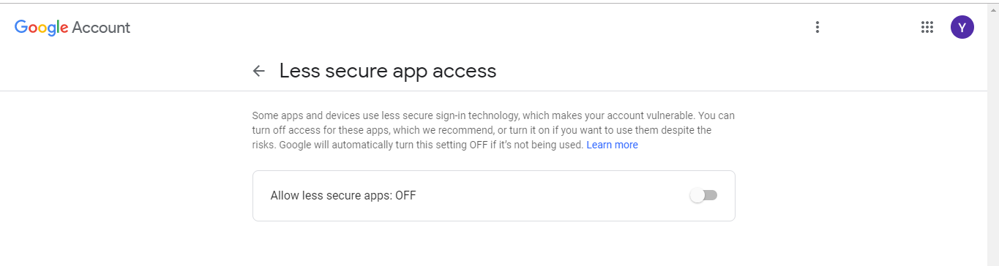 Google Account
Y
Less secure app access
Some apps and devices use less secure sign-in technology, which makes your account vulnerable. You can
turn off access for these apps, which we recommend, or turn it on if you want to use them despite the
risks. Google will automatically turn this setting OFF if it’s not being used. Learn more
Allow less secure apps: OFF